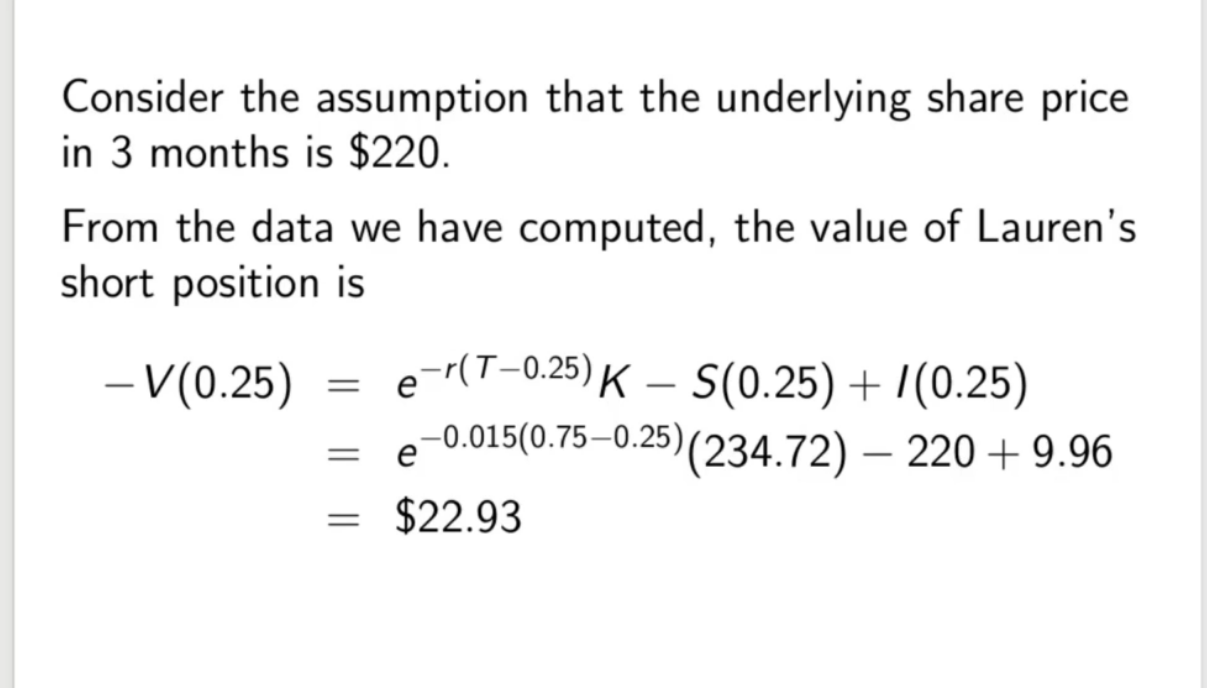 Consider the assumption that the underlying share price
in 3 months is $220.
From the data we have computed, the value of Lauren's
short position is
−V(0.25) = e^{−r(T−0.25)}K − S(0.25) + I(0.25)
= e^{−0.015(0.75−0.25)}(234.72) − 220 + 9.96
= $22.93